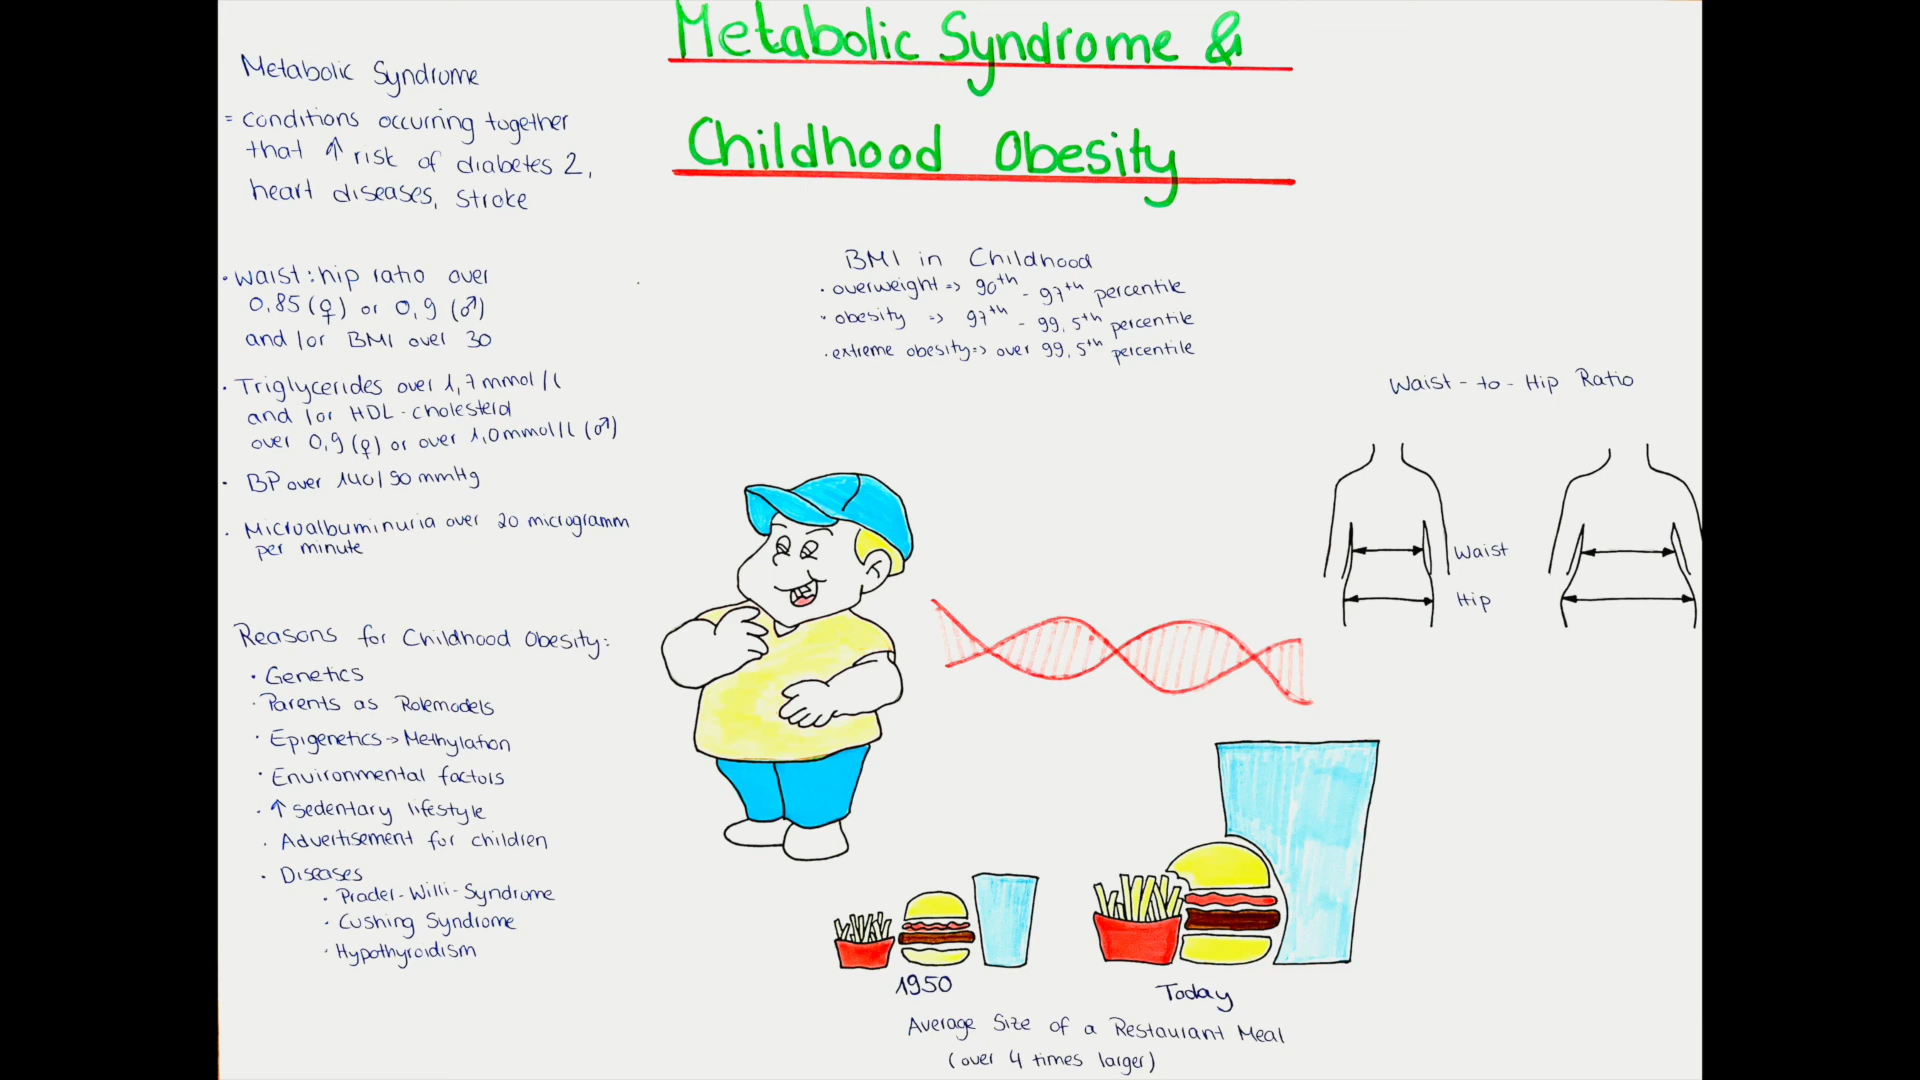 Metabolic Syndrome &
Childhood Obesity
Metabolic Syndrome
= conditions occurring together
that ↑ risk of diabetes 2,
heart diseases, stroke
• waist:hip ratio over
0,85 (♀) or 0,9 (♂)
and/or BMI over 30
• Triglycerides over 1,7 mmol/l
and/or HDL-cholesterol
over 0,9 (♀) or over 1,0 mmol/l (♂)
• BP over 140/90 mmHg
• Microalbuminuria over 20 microgramm
per minute
Reasons for Childhood Obesity:
• Genetics
• Parents as Rolemodels
• Epigenetics → Methylation
• Environmental factors
• ↑ sedentary lifestyle
• Advertisement for children
• Diseases
• Prader-Willi-Syndrome
• Cushing Syndrome
• Hypothyroidism
BMI in Childhood
• overweight => 90th - 97th percentile
• obesity => 97th - 99,5th percentile
• extreme obesity => over 99,5th percentile
Waist-to-Hip Ratio
Waist
Hip
1950
Today
Average Size of a Restaurant Meal
(over 4 times larger)